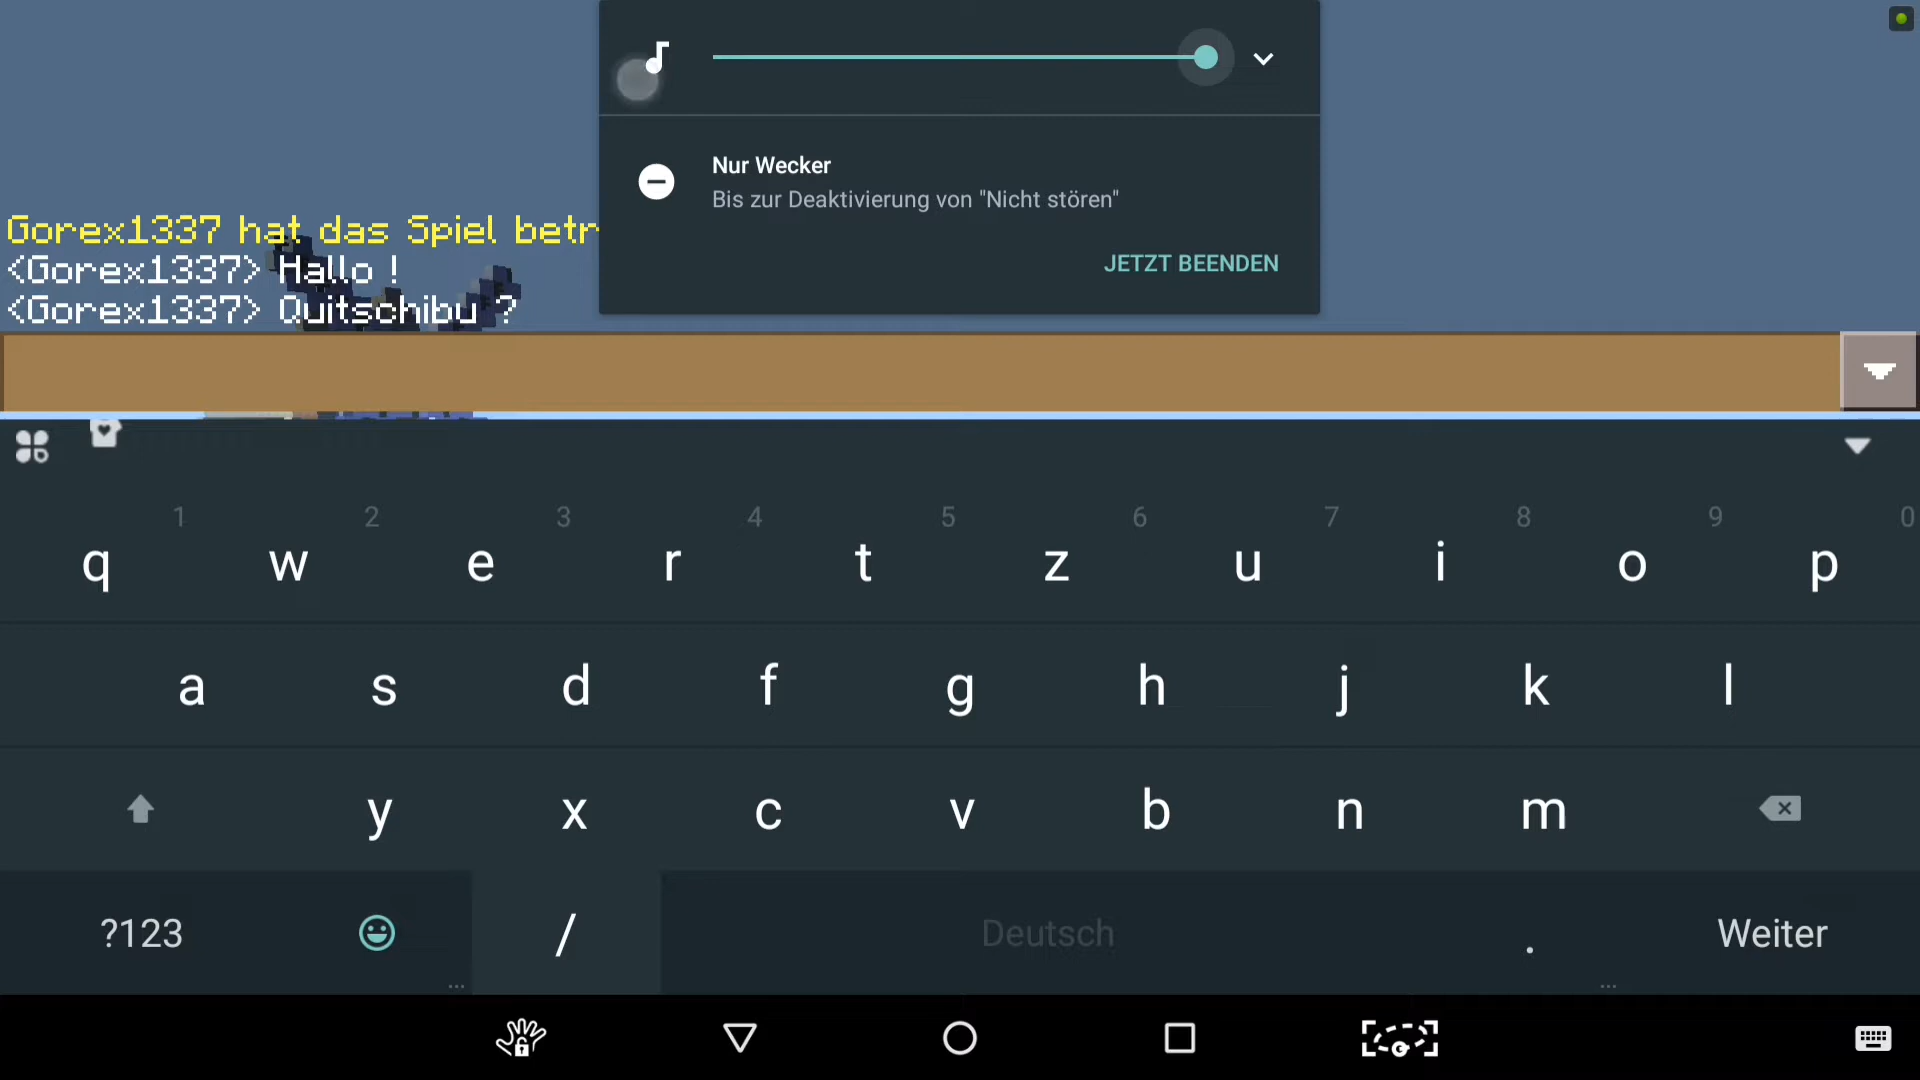 Nur Wecker
Bis zur Deaktivierung von "Nicht stören"
JETZT BEENDEN
Gorex1337 hat das Spiel betr
<Gorex1337> Hallo !
<Gorex1337> Quitschibu ?
1 2 3 4 5 6 7 8 9 0
q w e r t z u i o p
a s d f g h j k l
y x c v b n m
?123 / Deutsch . Weiter